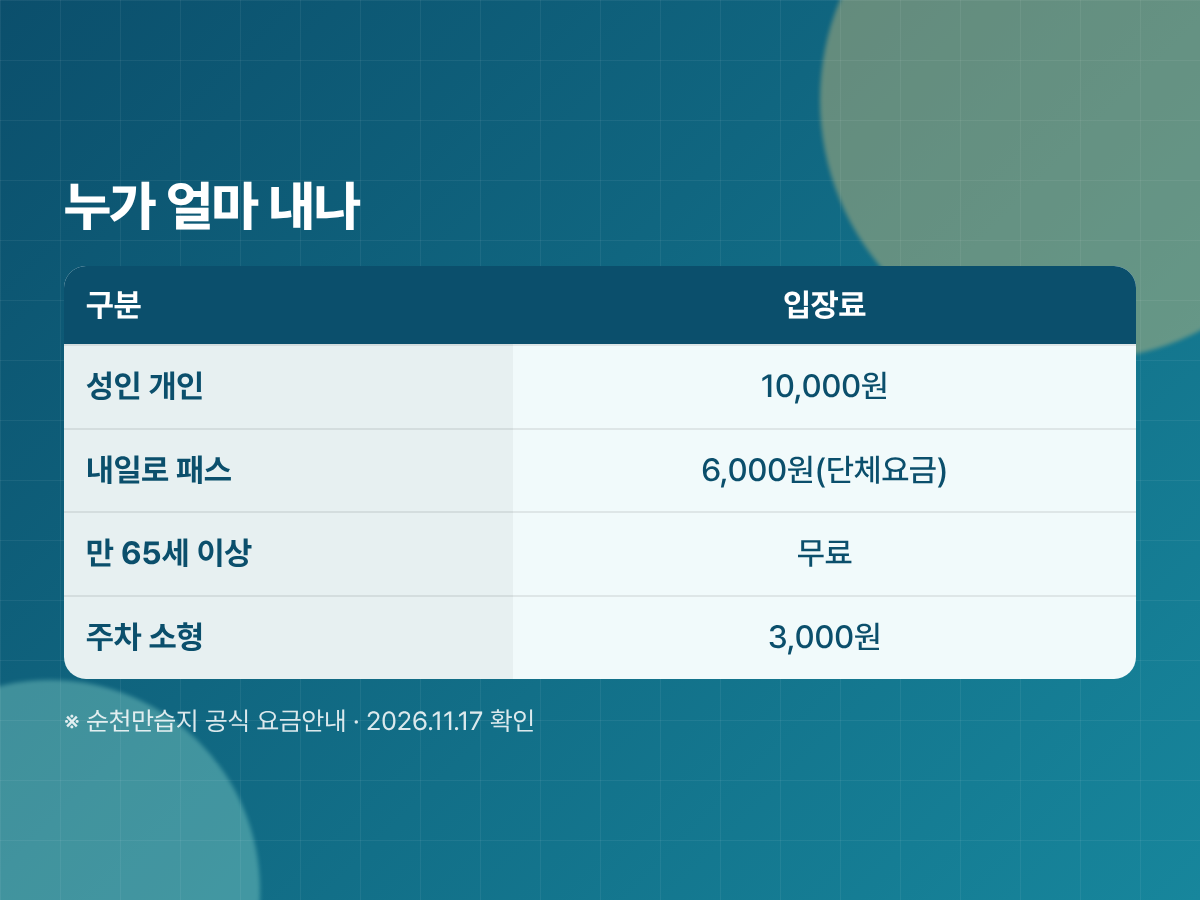 누가 얼마 내나
구분 입장료
성인 개인 10,000원
내일로 패스 6,000원(단체요금)
만 65세 이상 무료
주차 소형 3,000원
※ 순천만습지 공식 요금안내 · 2026.11.17 확인